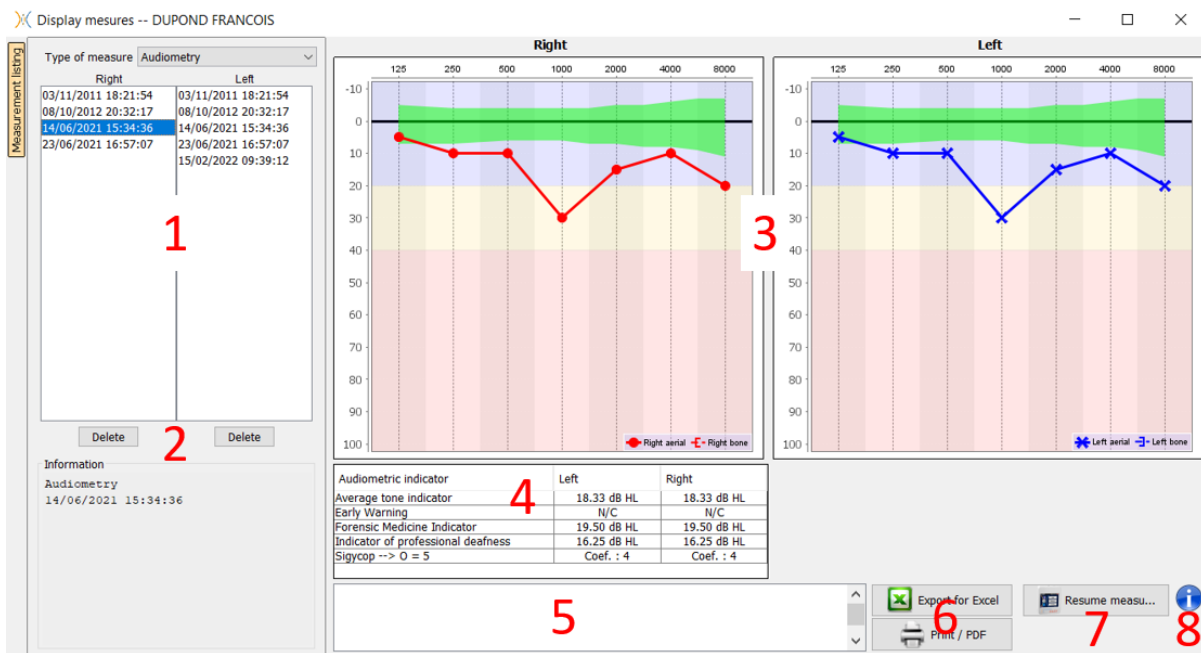 Display mesures -- DUPOND FRANCOIS
Measurement listing
Type of measure Audiometry
Right Left
03/11/2011 18:21:54 03/11/2011 18:21:54
08/10/2012 20:32:17 08/10/2012 20:32:17
14/06/2021 15:34:36 14/06/2021 15:34:36
23/06/2021 16:57:07 23/06/2021 16:57:07
15/02/2022 09:39:12
1
Delete 2 Delete
Information
Audiometry
14/06/2021 15:34:36
Right
125 250 500 1000 2000 4000 8000
-10
0
10
20
30
40
50
60
70
80
90
100
Right aerial Right bone
3
Left
125 250 500 1000 2000 4000 8000
-10
0
10
20
30
40
50
60
70
80
90
100
Left aerial Left bone
Audiometric indicator Left Right
4
Average tone indicator 18.33 dB HL 18.33 dB HL
Early Warning N/C N/C
Forensic Medicine Indicator 19.50 dB HL 19.50 dB HL
Indicator of professional deafness 16.25 dB HL 16.25 dB HL
Sigycop --> O = 5 Coef. : 4 Coef. : 4
5
Export for Excel
6
Print / PDF
Resume measu...
7
8